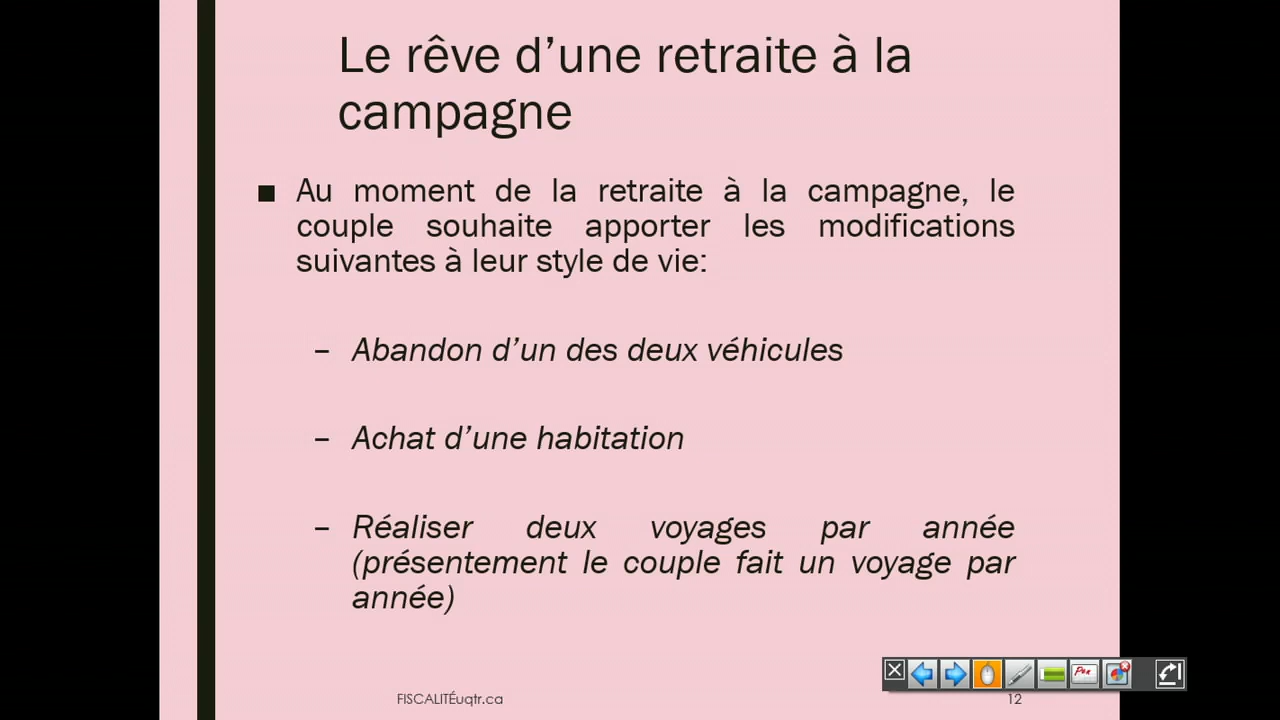 Le rêve d’une retraite à la
campagne
■ Au moment de la retraite à la campagne, le
couple souhaite apporter les modifications
suivantes à leur style de vie:
– Abandon d’un des deux véhicules
– Achat d’une habitation
– Réaliser deux voyages par année
(présentement le couple fait un voyage par
année)
Pen
FISCALITÉuqtr.ca
12